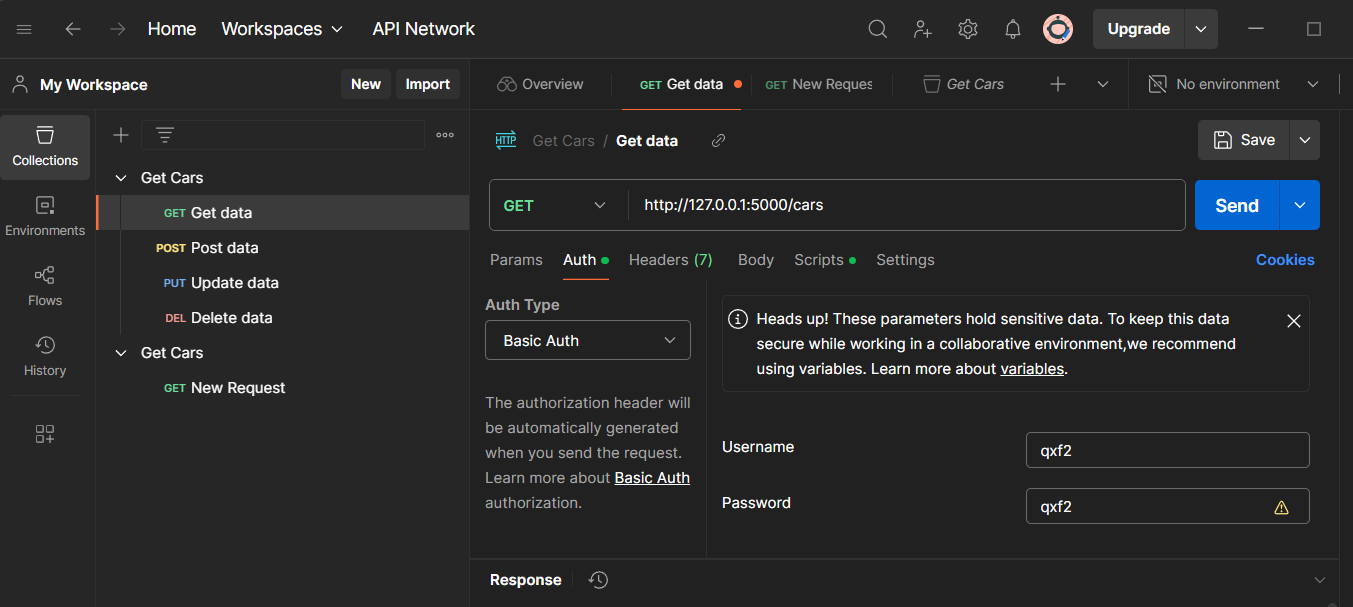 Home Workspaces API Network Upgrade
My Workspace New Import
Overview GET Get data GET New Reques Get Cars No environment
Collections
Environments
Flows
History
Get Cars
GET Get data
POST Post data
PUT Update data
DEL Delete data
Get Cars
GET New Request
HTTP Get Cars / Get data Save
GET http://127.0.0.1:5000/cars Send
Params Auth Headers (7) Body Scripts Settings Cookies
Auth Type
Basic Auth
The authorization header will
be automatically generated
when you send the request.
Learn more about Basic Auth
authorization.
Heads up! These parameters hold sensitive data. To keep this data
secure while working in a collaborative environment,we recommend
using variables. Learn more about variables.
Username qxf2
Password qxf2
Response